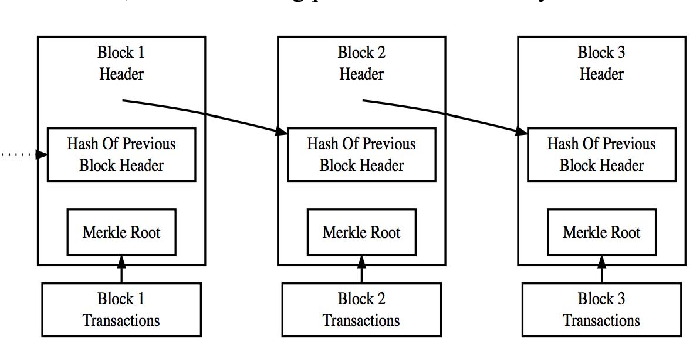 Block 1
Header
Hash Of Previous
Block Header
Merkle Root
Block 1
Transactions
Block 2
Header
Hash Of Previous
Block Header
Merkle Root
Block 2
Transactions
Block 3
Header
Hash Of Previous
Block Header
Merkle Root
Block 3
Transactions